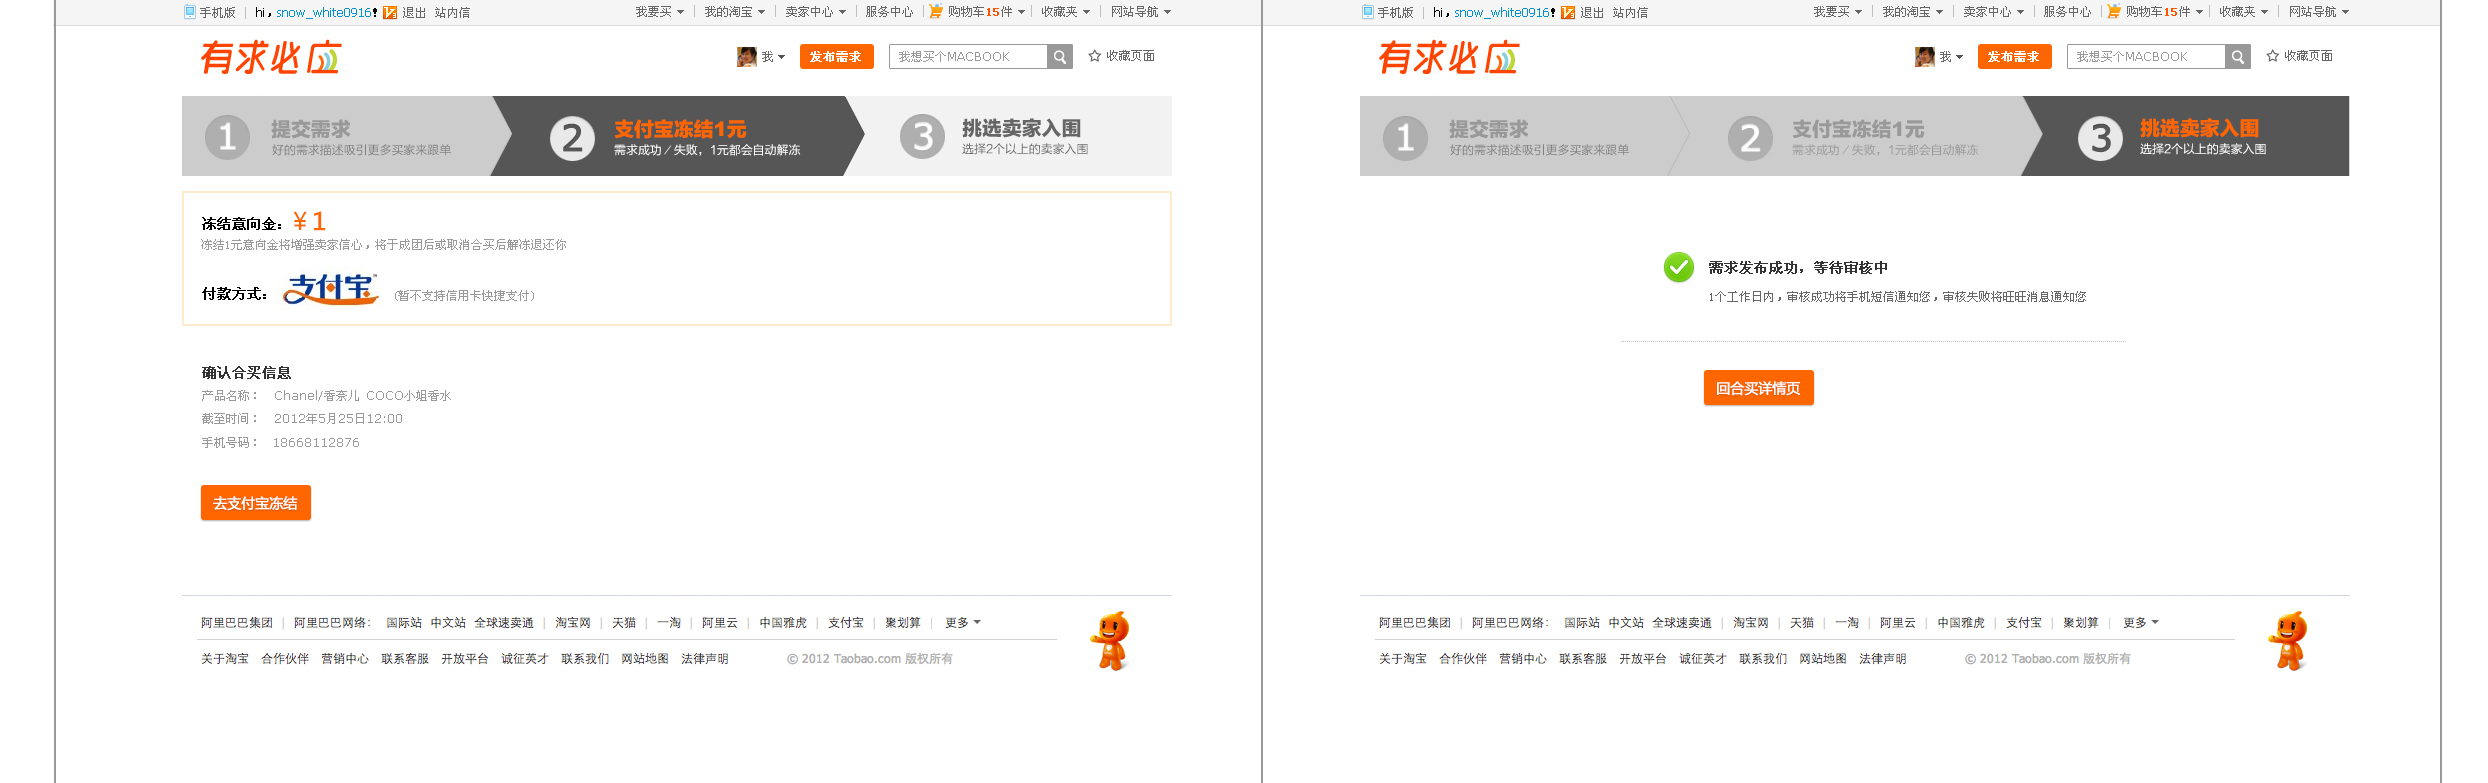 手机版 | hi，snow_white0916! 退出 站内信 我要买 | 我的淘宝 | 卖家中心 | 服务中心 | 购物车15件 | 收藏夹 | 网站导航
有求必应 我 发布需求 我想买个MACBOOK 收藏页面
1 提交需求
好的需求描述吸引更多买家来跟单
2 支付宝冻结1元
需求成功／失败，1元都会自动解冻
3 挑选卖家入围
选择2个以上的卖家入围
冻结意向金：¥1
冻结1元意向金将增强卖家信心，将于成团后或取消合买后解冻退还你
付款方式： 支付宝™ (暂不支持信用卡快捷支付)
确认合买信息
产品名称： Chanel/香奈儿 COCO小姐香水
截至时间： 2012年5月25日12:00
手机号码： 18668112876
去支付宝冻结
阿里巴巴集团 | 阿里巴巴网络： 国际站 中文站 全球速卖通 | 淘宝网 | 天猫 | 一淘 | 阿里云 | 中国雅虎 | 支付宝 | 聚划算 | 更多
关于淘宝 合作伙伴 营销中心 联系客服 开放平台 诚征英才 联系我们 网站地图 法律声明 © 2012 Taobao.com 版权所有
手机版 | hi，snow_white0916! 退出 站内信 我要买 | 我的淘宝 | 卖家中心 | 服务中心 | 购物车15件 | 收藏夹 | 网站导航
有求必应 我 发布需求 我想买个MACBOOK 收藏页面
1 提交需求
好的需求描述吸引更多买家来跟单
2 支付宝冻结1元
需求成功／失败，1元都会自动解冻
3 挑选卖家入围
选择2个以上的卖家入围
需求发布成功，等待审核中
1个工作日内，审核成功将手机短信通知您，审核失败将旺旺消息通知您
回合买详情页
阿里巴巴集团 | 阿里巴巴网络： 国际站 中文站 全球速卖通 | 淘宝网 | 天猫 | 一淘 | 阿里云 | 中国雅虎 | 支付宝 | 聚划算 | 更多
关于淘宝 合作伙伴 营销中心 联系客服 开放平台 诚征英才 联系我们 网站地图 法律声明 © 2012 Taobao.com 版权所有